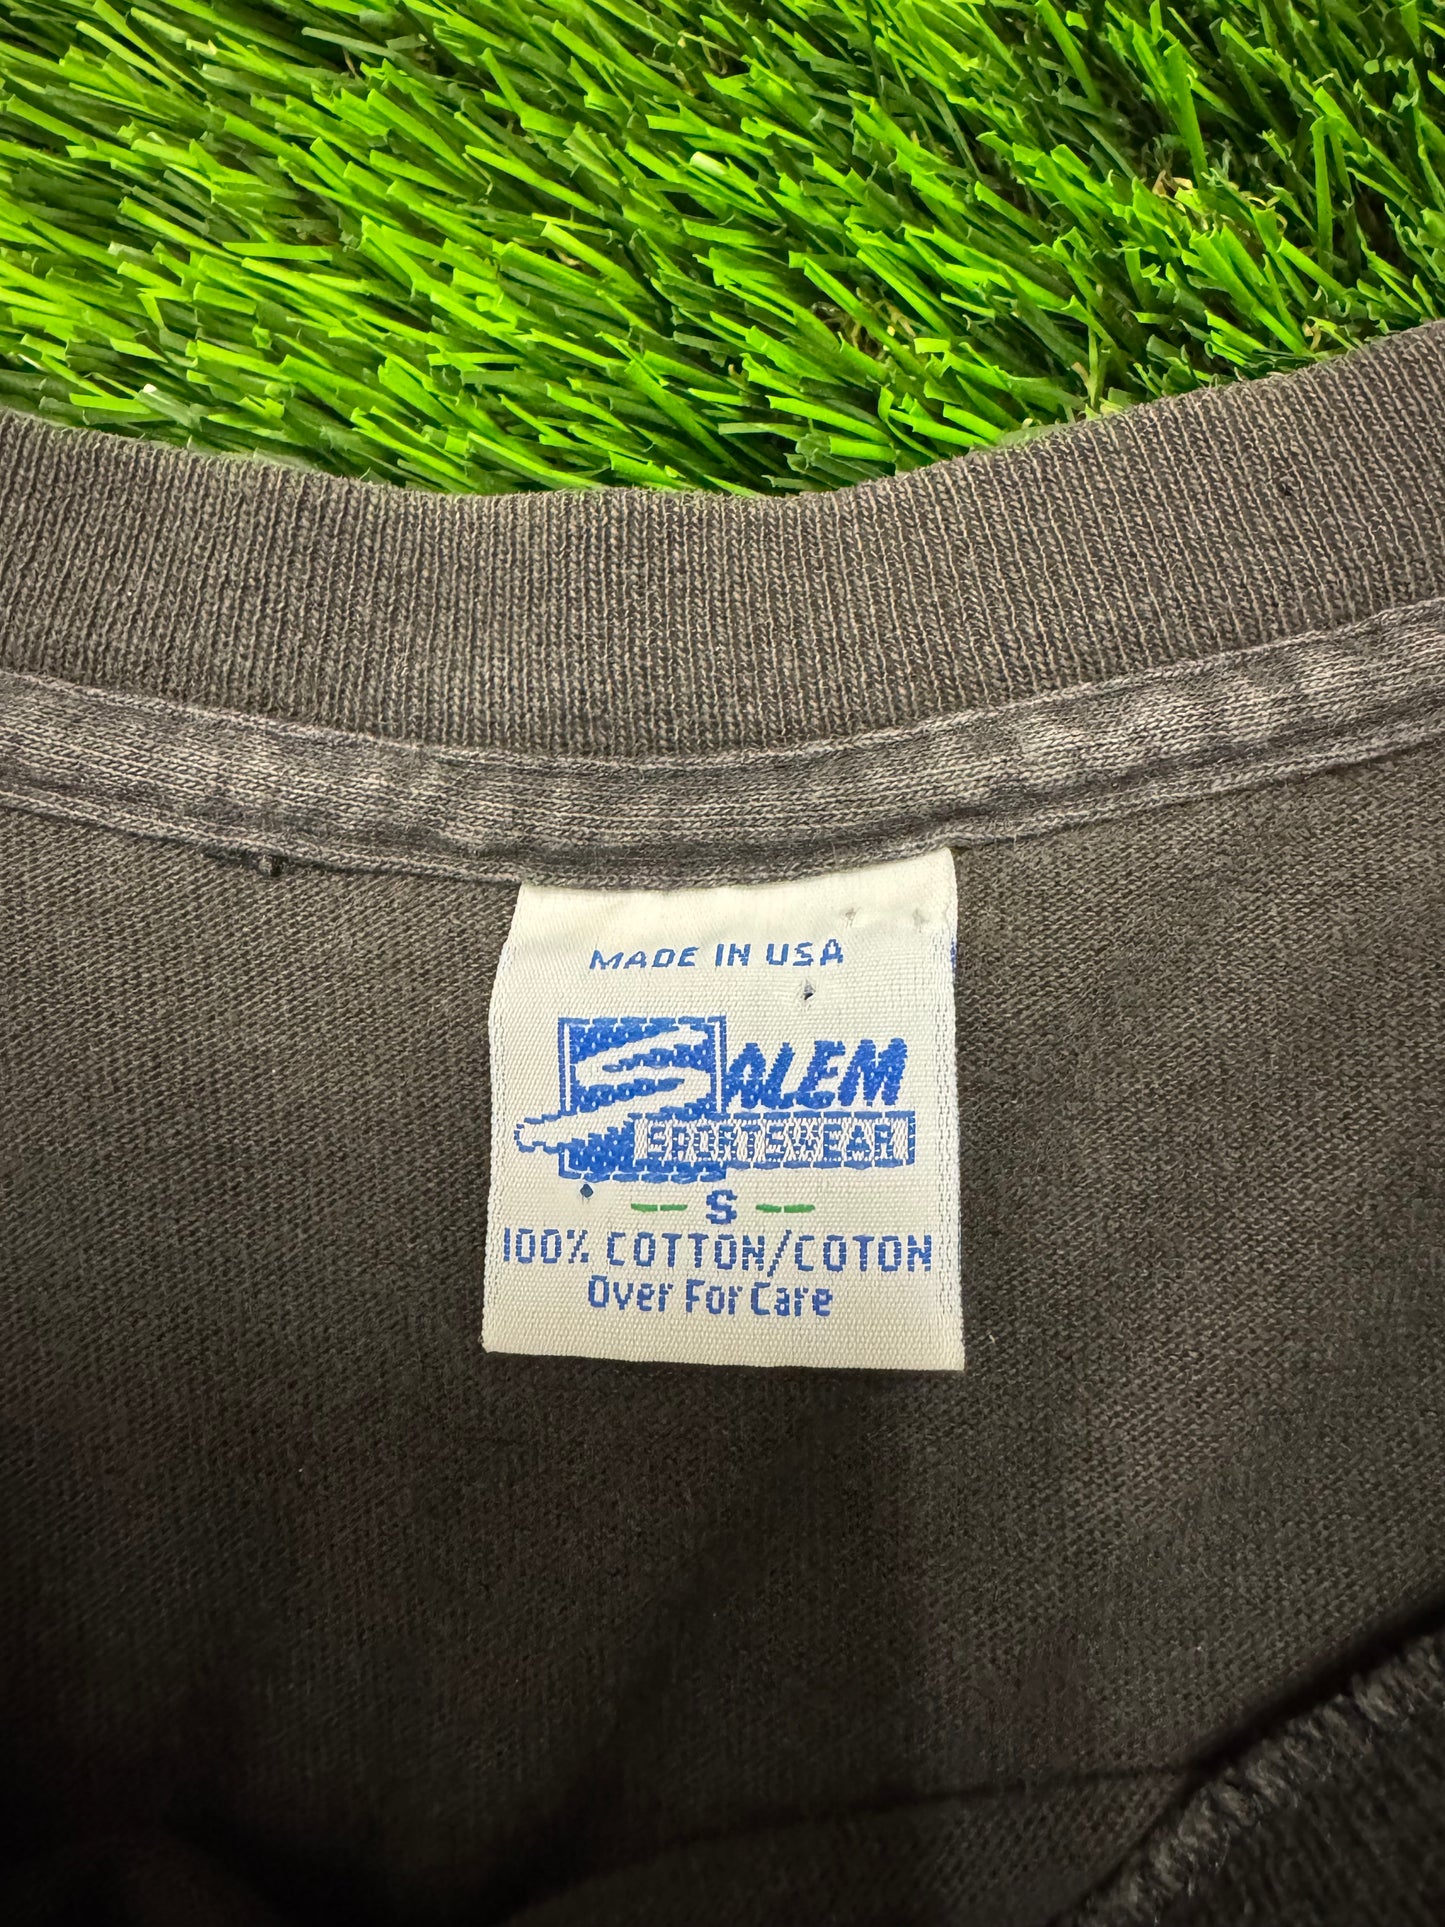 MADE IN USA
SALEM
SPORTSWEAR
-- S --
100% COTTON/COTON
Over For Care